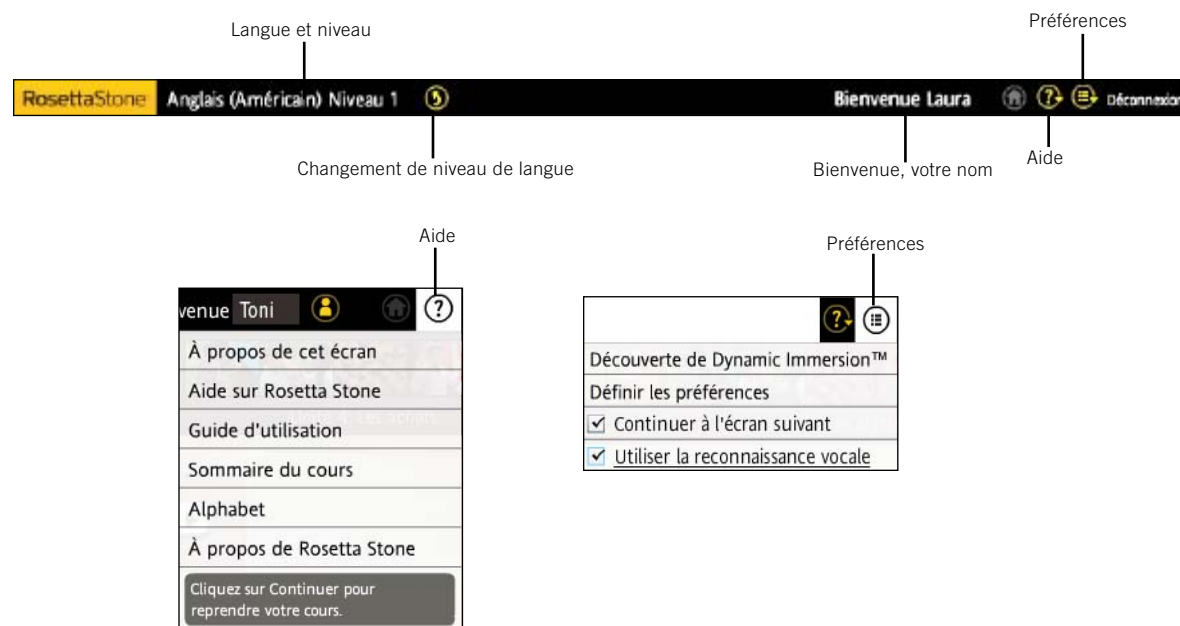 Langue et niveau
Préférences
RosettaStone Anglais (Américain) Niveau 1 Bienvenue Laura Déconnexion
Changement de niveau de langue
Bienvenue, votre nom
Aide
Aide
Préférences
venue Toni
À propos de cet écran
Aide sur Rosetta Stone
Guide d'utilisation
Sommaire du cours
Alphabet
À propos de Rosetta Stone
Cliquez sur Continuer pour
reprendre votre cours.
Découverte de Dynamic Immersion™
Définir les préférences
Continuer à l'écran suivant
Utiliser la reconnaissance vocale